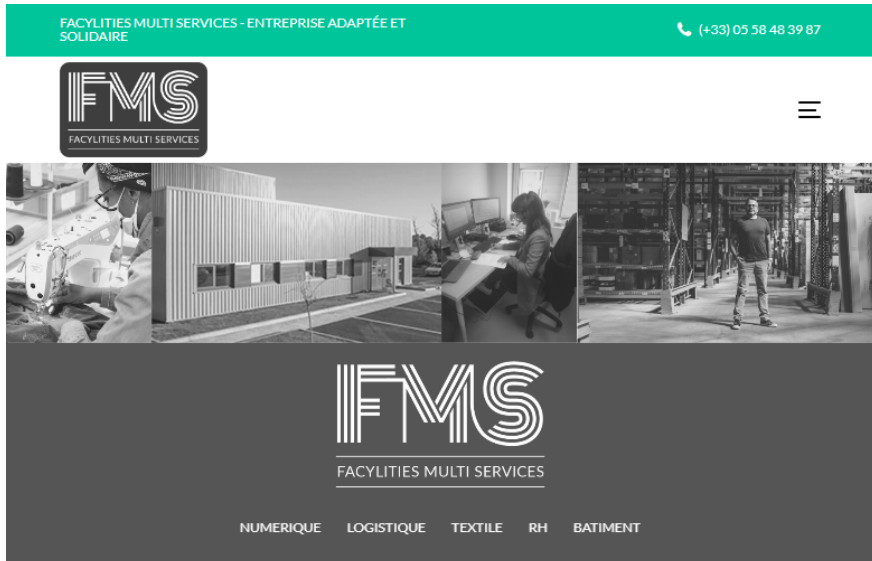 FACYLITIES MULTI SERVICES - ENTREPRISE ADAPTÉE ET
SOLIDAIRE
(+33) 05 58 48 39 87
FMS
FACYLITIES MULTI SERVICES
FMS
FACYLITIES MULTI SERVICES
NUMERIQUE LOGISTIQUE TEXTILE RH BATIMENT